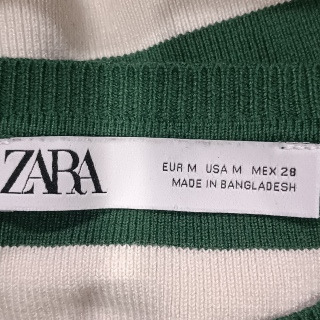 ZARA
EUR M USA M MEX 28
MADE IN BANGLADESH